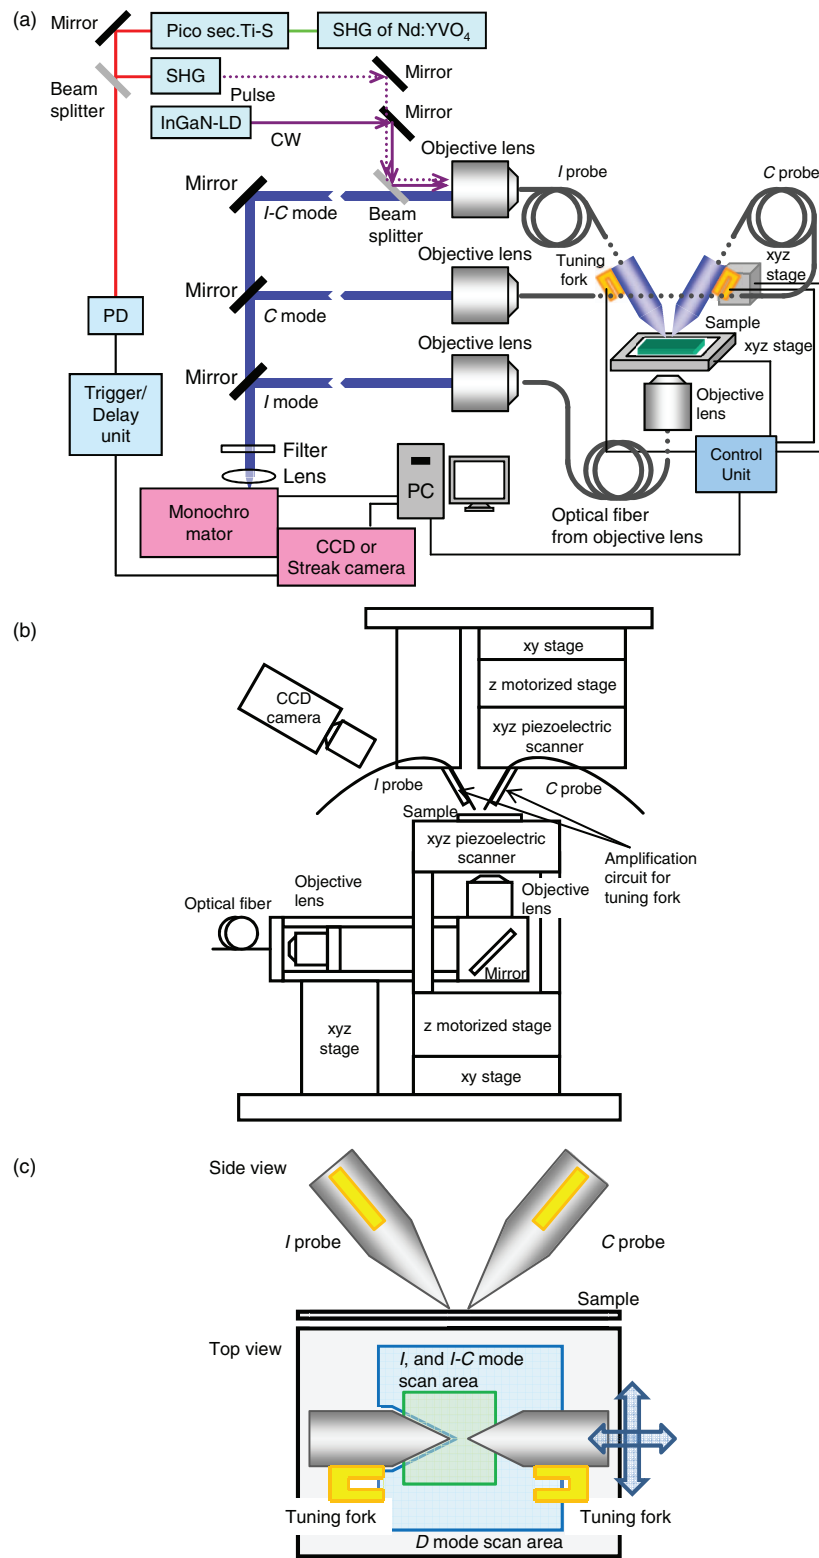 (a)
Mirror
Pico sec.Ti-S
SHG of Nd:YVO4
Beam
splitter
SHG
Pulse
Mirror
InGaN-LD
CW
Mirror
Objective lens
I probe
C probe
Mirror
I-C mode
Beam
splitter
Objective lens
Tuning
fork
xyz
stage
Mirror
C mode
PD
Sample
xyz stage
Objective lens
Mirror
I mode
Trigger/
Delay
unit
Objective
lens
Filter
Lens
PC
Control
Unit
Monochro
mator
Optical fiber
from objective lens
CCD or
Streak camera
(b)
xy stage
z motorized stage
CCD
camera
xyz piezoelectric
scanner
I probe
C probe
Sample
xyz piezoelectric
scanner
Amplification
circuit for
tuning fork
Objective
lens
Objective
lens
Optical fiber
Mirror
xyz
stage
z motorized stage
xy stage
(c)
Side view
I probe
C probe
Sample
Top view
I, and I-C mode
scan area
Tuning fork
Tuning fork
D mode scan area